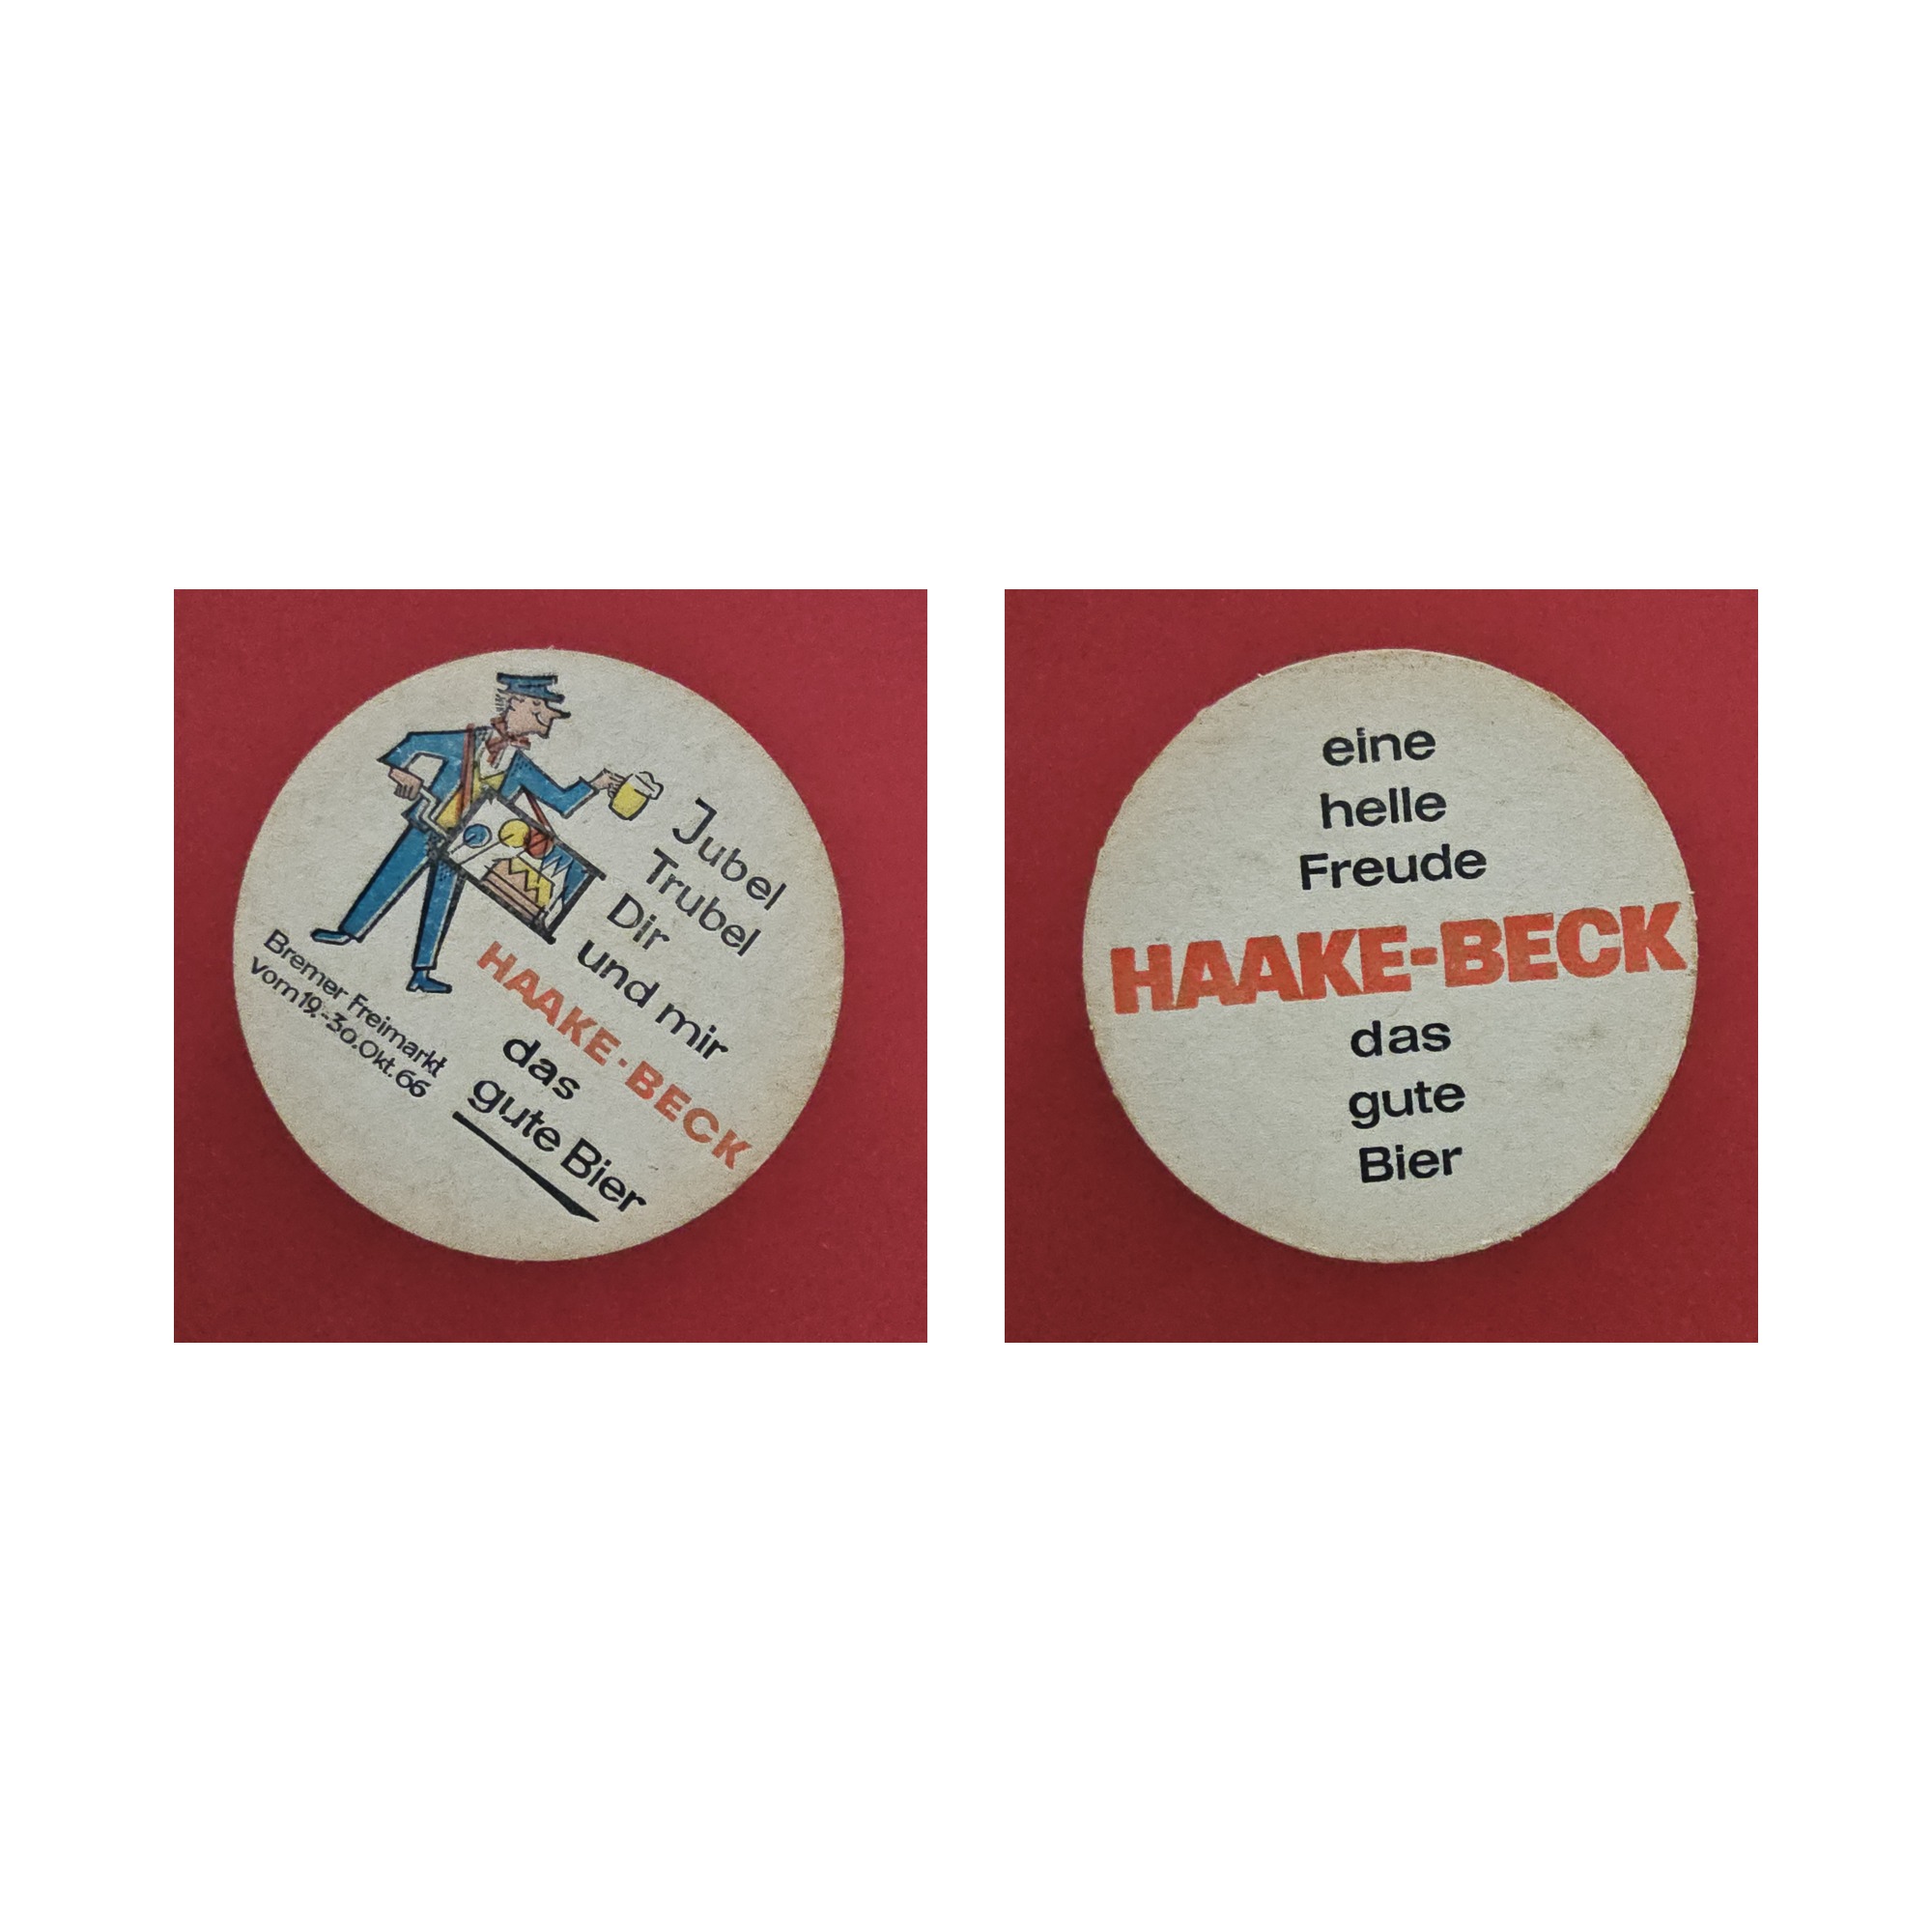 Jubel
Trubel
Dir
und mir
HAAKE-BECK
das
gute Bier
Bremer Freimarkt
vom 19.-30.Okt.66
eine
helle
Freude
HAAKE-BECK
das
gute
Bier